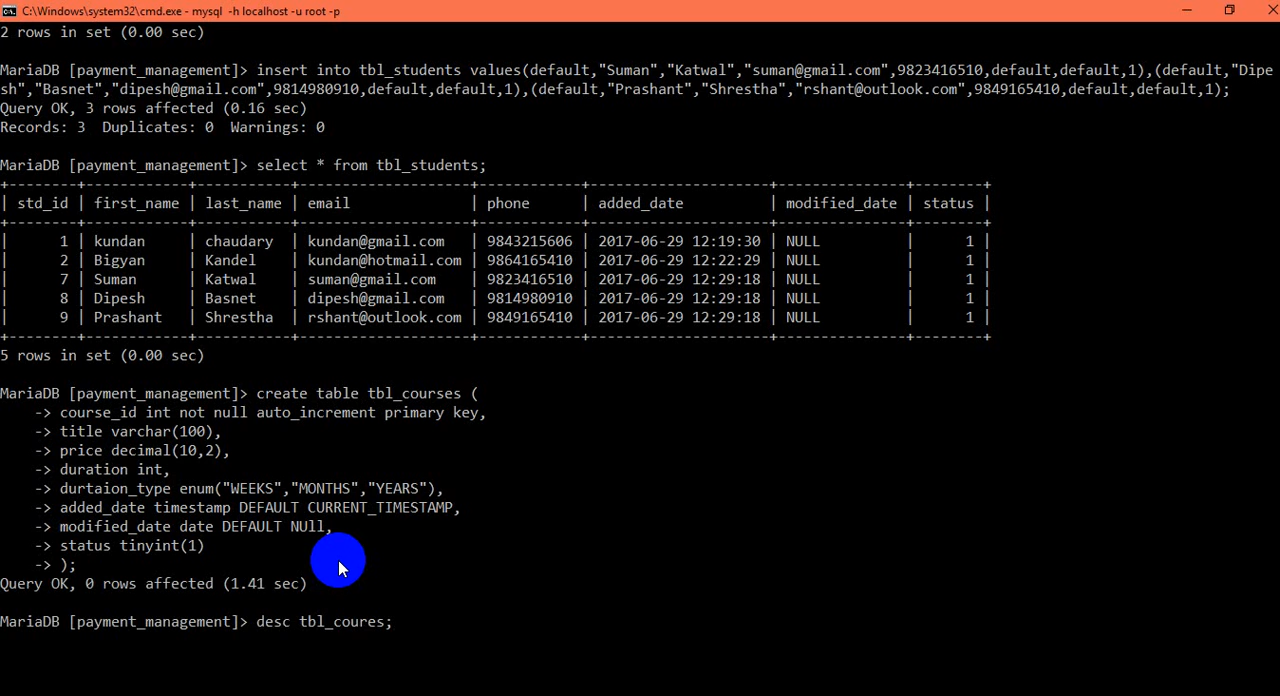 C:\Windows\system32\cmd.exe - mysql -h localhost -u root -p
2 rows in set (0.00 sec)
MariaDB [payment_management]> insert into tbl_students values(default,"Suman","Katwal","suman@gmail.com",9823416510,default,default,1),(default,"Dipe
sh","Basnet","dipesh@gmail.com",9814980910,default,default,1),(default,"Prashant","Shrestha","rshant@outlook.com",9849165410,default,default,1);
Query OK, 3 rows affected (0.16 sec)
Records: 3  Duplicates: 0  Warnings: 0
MariaDB [payment_management]> select * from tbl_students;
+--------+------------+-----------+--------------------+------------+---------------------+---------------+--------+
| std_id | first_name | last_name | email              | phone      | added_date          | modified_date | status |
+--------+------------+-----------+--------------------+------------+---------------------+---------------+--------+
|      1 | kundan     | chaudary  | kundan@gmail.com   | 9843215606 | 2017-06-29 12:19:30 | NULL          |      1 |
|      2 | Bigyan     | Kandel    | kundan@hotmail.com | 9864165410 | 2017-06-29 12:22:29 | NULL          |      1 |
|      7 | Suman      | Katwal    | suman@gmail.com    | 9823416510 | 2017-06-29 12:29:18 | NULL          |      1 |
|      8 | Dipesh     | Basnet    | dipesh@gmail.com   | 9814980910 | 2017-06-29 12:29:18 | NULL          |      1 |
|      9 | Prashant   | Shrestha  | rshant@outlook.com | 9849165410 | 2017-06-29 12:29:18 | NULL          |      1 |
+--------+------------+-----------+--------------------+------------+---------------------+---------------+--------+
5 rows in set (0.00 sec)
MariaDB [payment_management]> create table tbl_courses (
    -> course_id int not null auto_increment primary key,
    -> title varchar(100),
    -> price decimal(10,2),
    -> duration int,
    -> durtaion_type enum("WEEKS","MONTHS","YEARS"),
    -> added_date timestamp DEFAULT CURRENT_TIMESTAMP,
    -> modified_date date DEFAULT NUll,
    -> status tinyint(1)
    -> );
Query OK, 0 rows affected (1.41 sec)
MariaDB [payment_management]> desc tbl_coures;